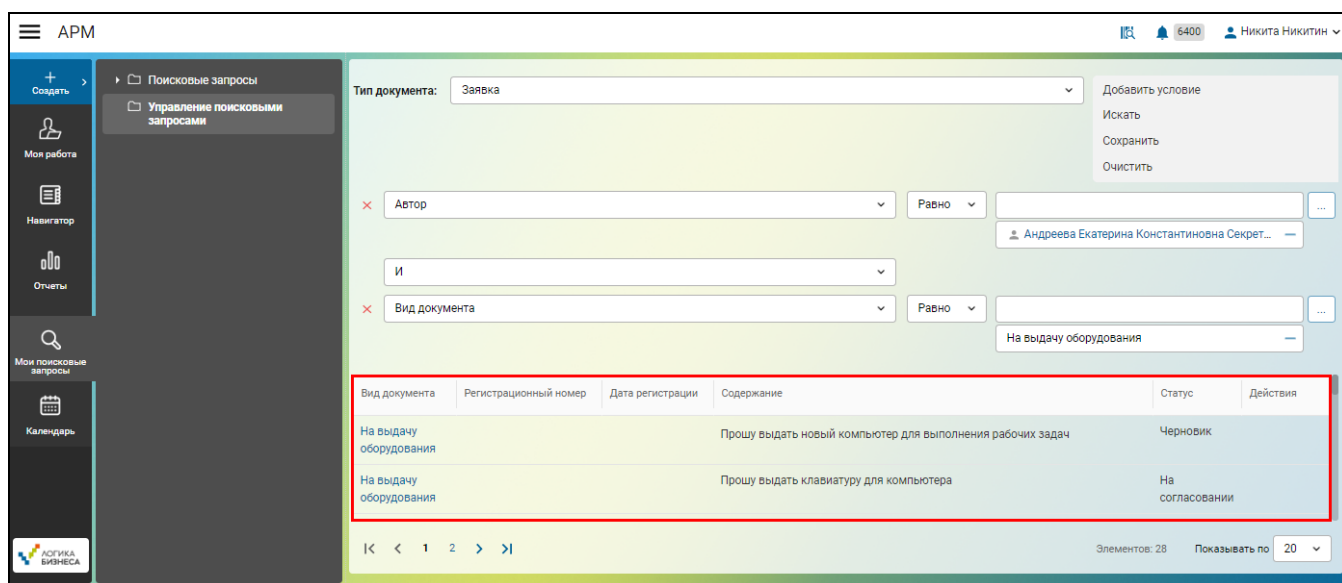 АРМ
6400
Никита Никитин
Создать
Моя работа
Навигатор
Отчеты
Мои поисковые
запросы
Календарь
ЛОГИКА
БИЗНЕСА
Поисковые запросы
Управление поисковыми
запросами
Тип документа: Заявка
Добавить условие
Искать
Сохранить
Очистить
Автор Равно ...
Андреева Екатерина Константиновна Секрет...
И
Вид документа Равно ...
На выдачу оборудования
Вид документа Регистрационный номер Дата регистрации Содержание Статус Действия
На выдачу
оборудования
Прошу выдать новый компьютер для выполнения рабочих задач
Черновик
На выдачу
оборудования
Прошу выдать клавиатуру для компьютера
На
согласовании
1 2
Элементов: 28 Показывать по 20